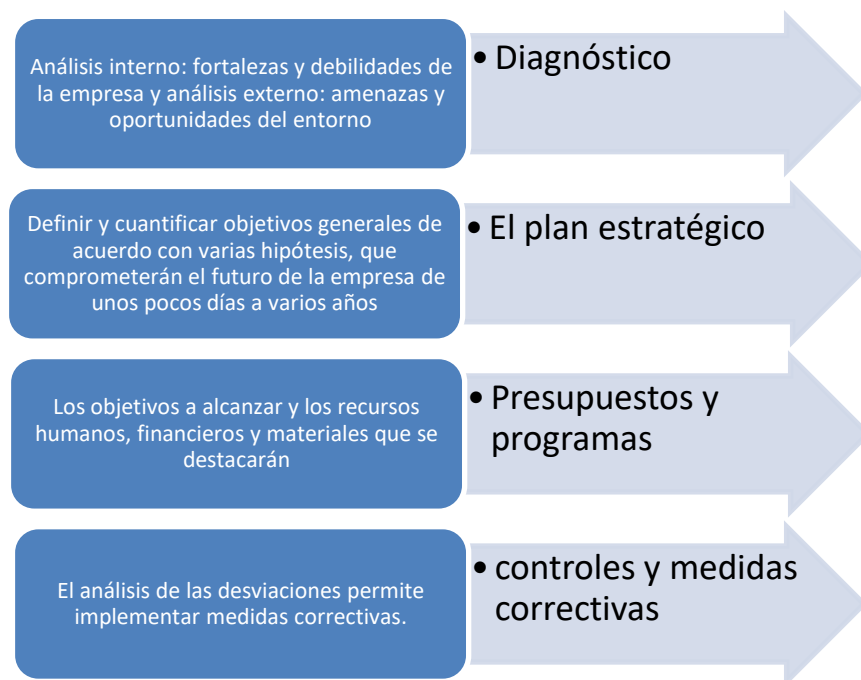 Análisis interno: fortalezas y debilidades de
la empresa y análisis externo: amenazas y
oportunidades del entorno
• Diagnóstico
Definir y cuantificar objetivos generales de
acuerdo con varias hipótesis, que
comprometerán el futuro de la empresa de
unos pocos días a varios años
• El plan estratégico
Los objetivos a alcanzar y los recursos
humanos, financieros y materiales que se
destacarán
• Presupuestos y
programas
El análisis de las desviaciones permite
implementar medidas correctivas.
• controles y medidas
correctivas